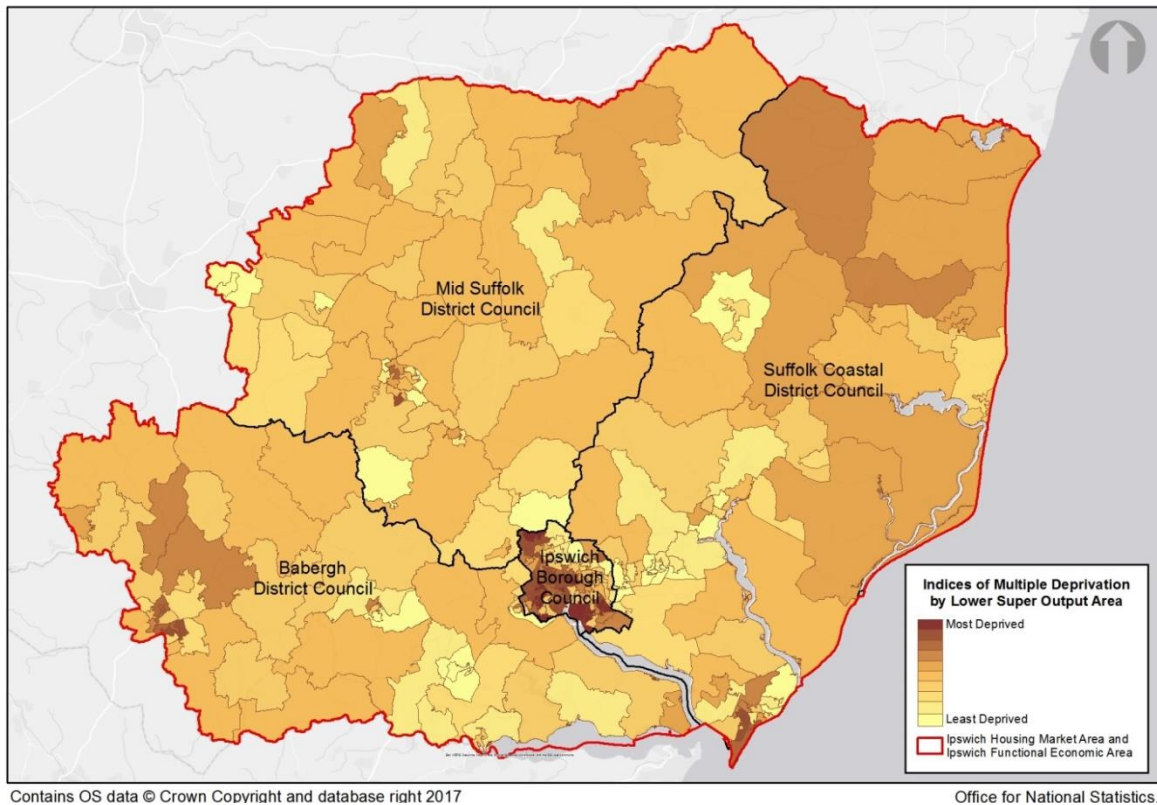 Mid Suffolk
District Council
Suffolk Coastal
District Council
Ipswich
Borough
Council
Babergh
District Council
Indices of Multiple Deprivation
by Lower Super Output Area
Most Deprived
Least Deprived
Ipswich Housing Market Area and
Ipswich Functional Economic Area
Contains OS data © Crown Copyright and database right 2017
Office for National Statistics.